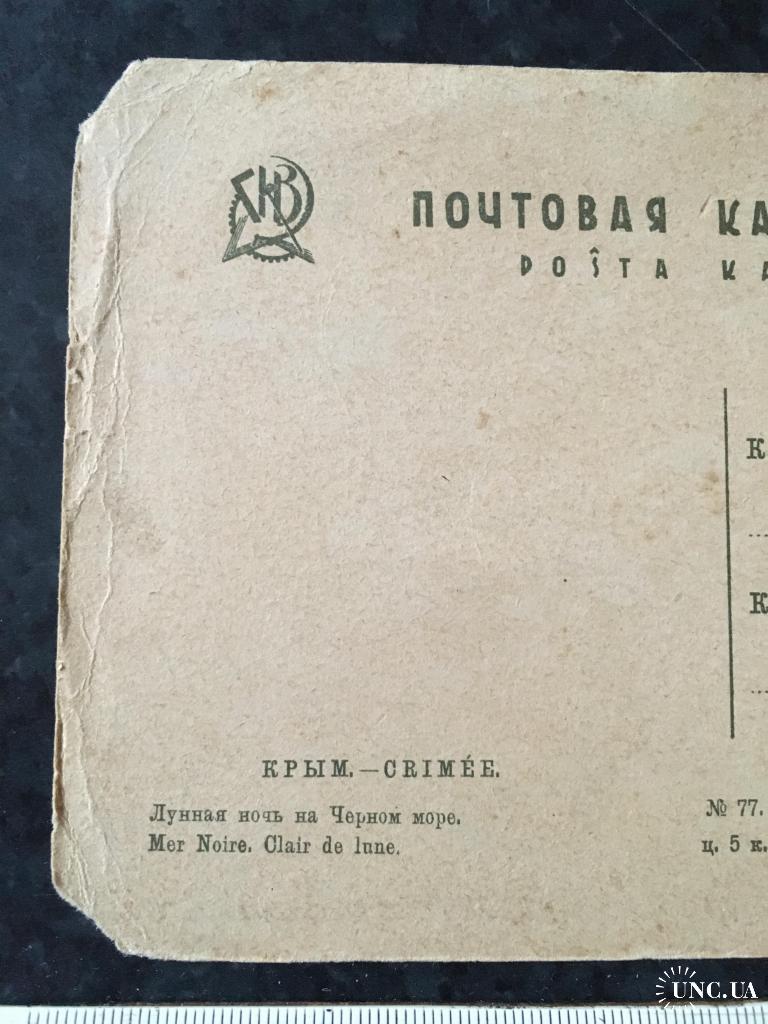 ПОЧТОВАЯ КА
POŜTA KA
К
К
КРЫМ.—CRIMÉE.
Лунная ночь на Черном море.
Mer Noire. Clair de lune.
№ 77.
ц. 5 к.
UNC.UA